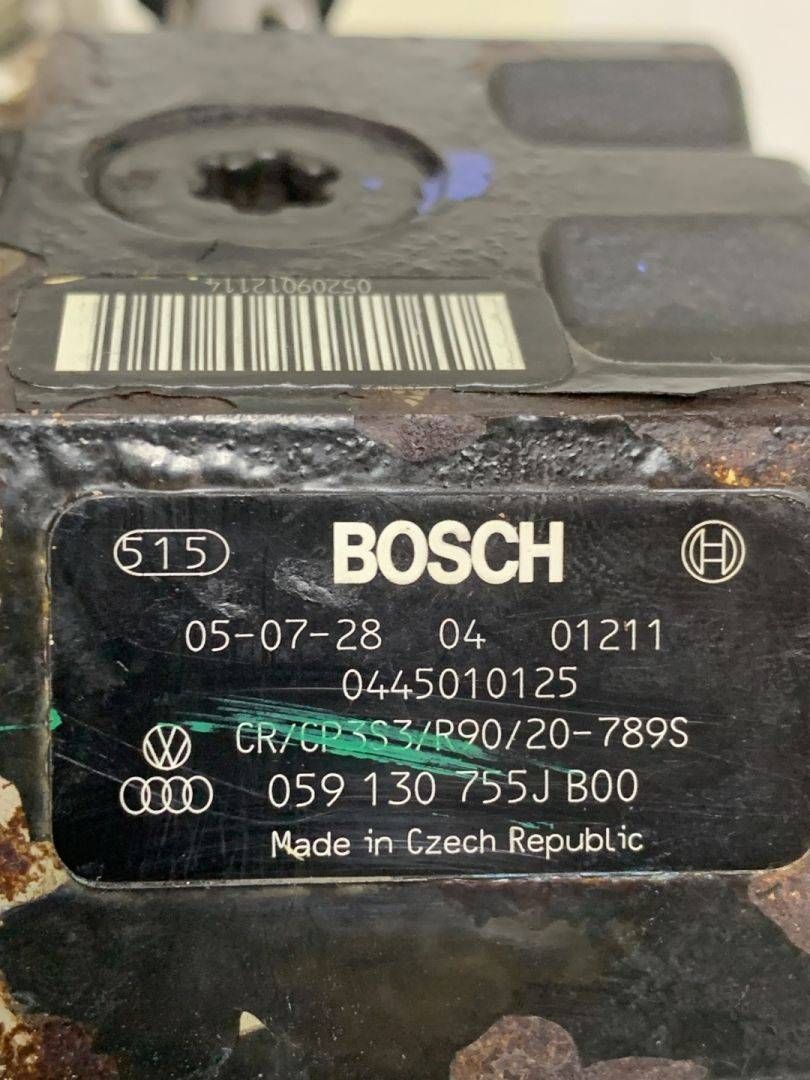 05209012114
515 BOSCH
05-07-28 04 01211
0445010125
CR/CP3S3/R90/20-789S
059 130 755J B00
Made in Czech Republic